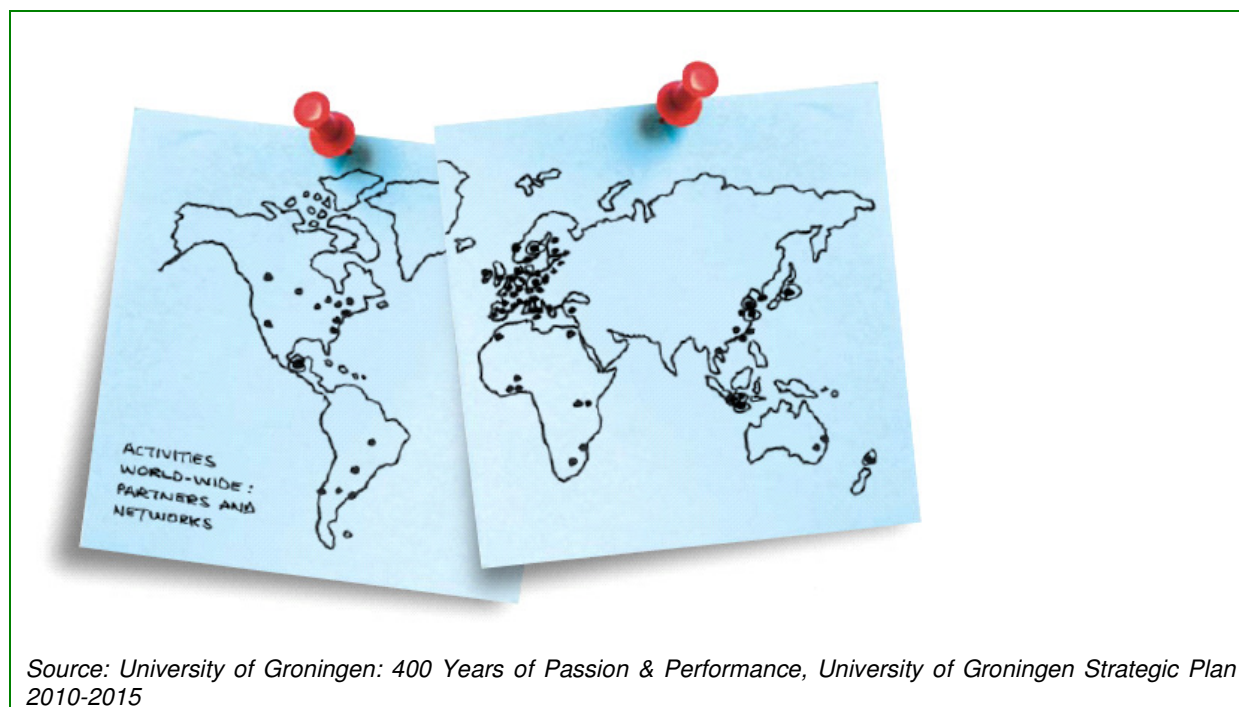 ACTIVITIES
WORLD-WIDE:
PARTNERS AND
NETWORKS
Source: University of Groningen: 400 Years of Passion & Performance, University of Groningen Strategic Plan
2010-2015